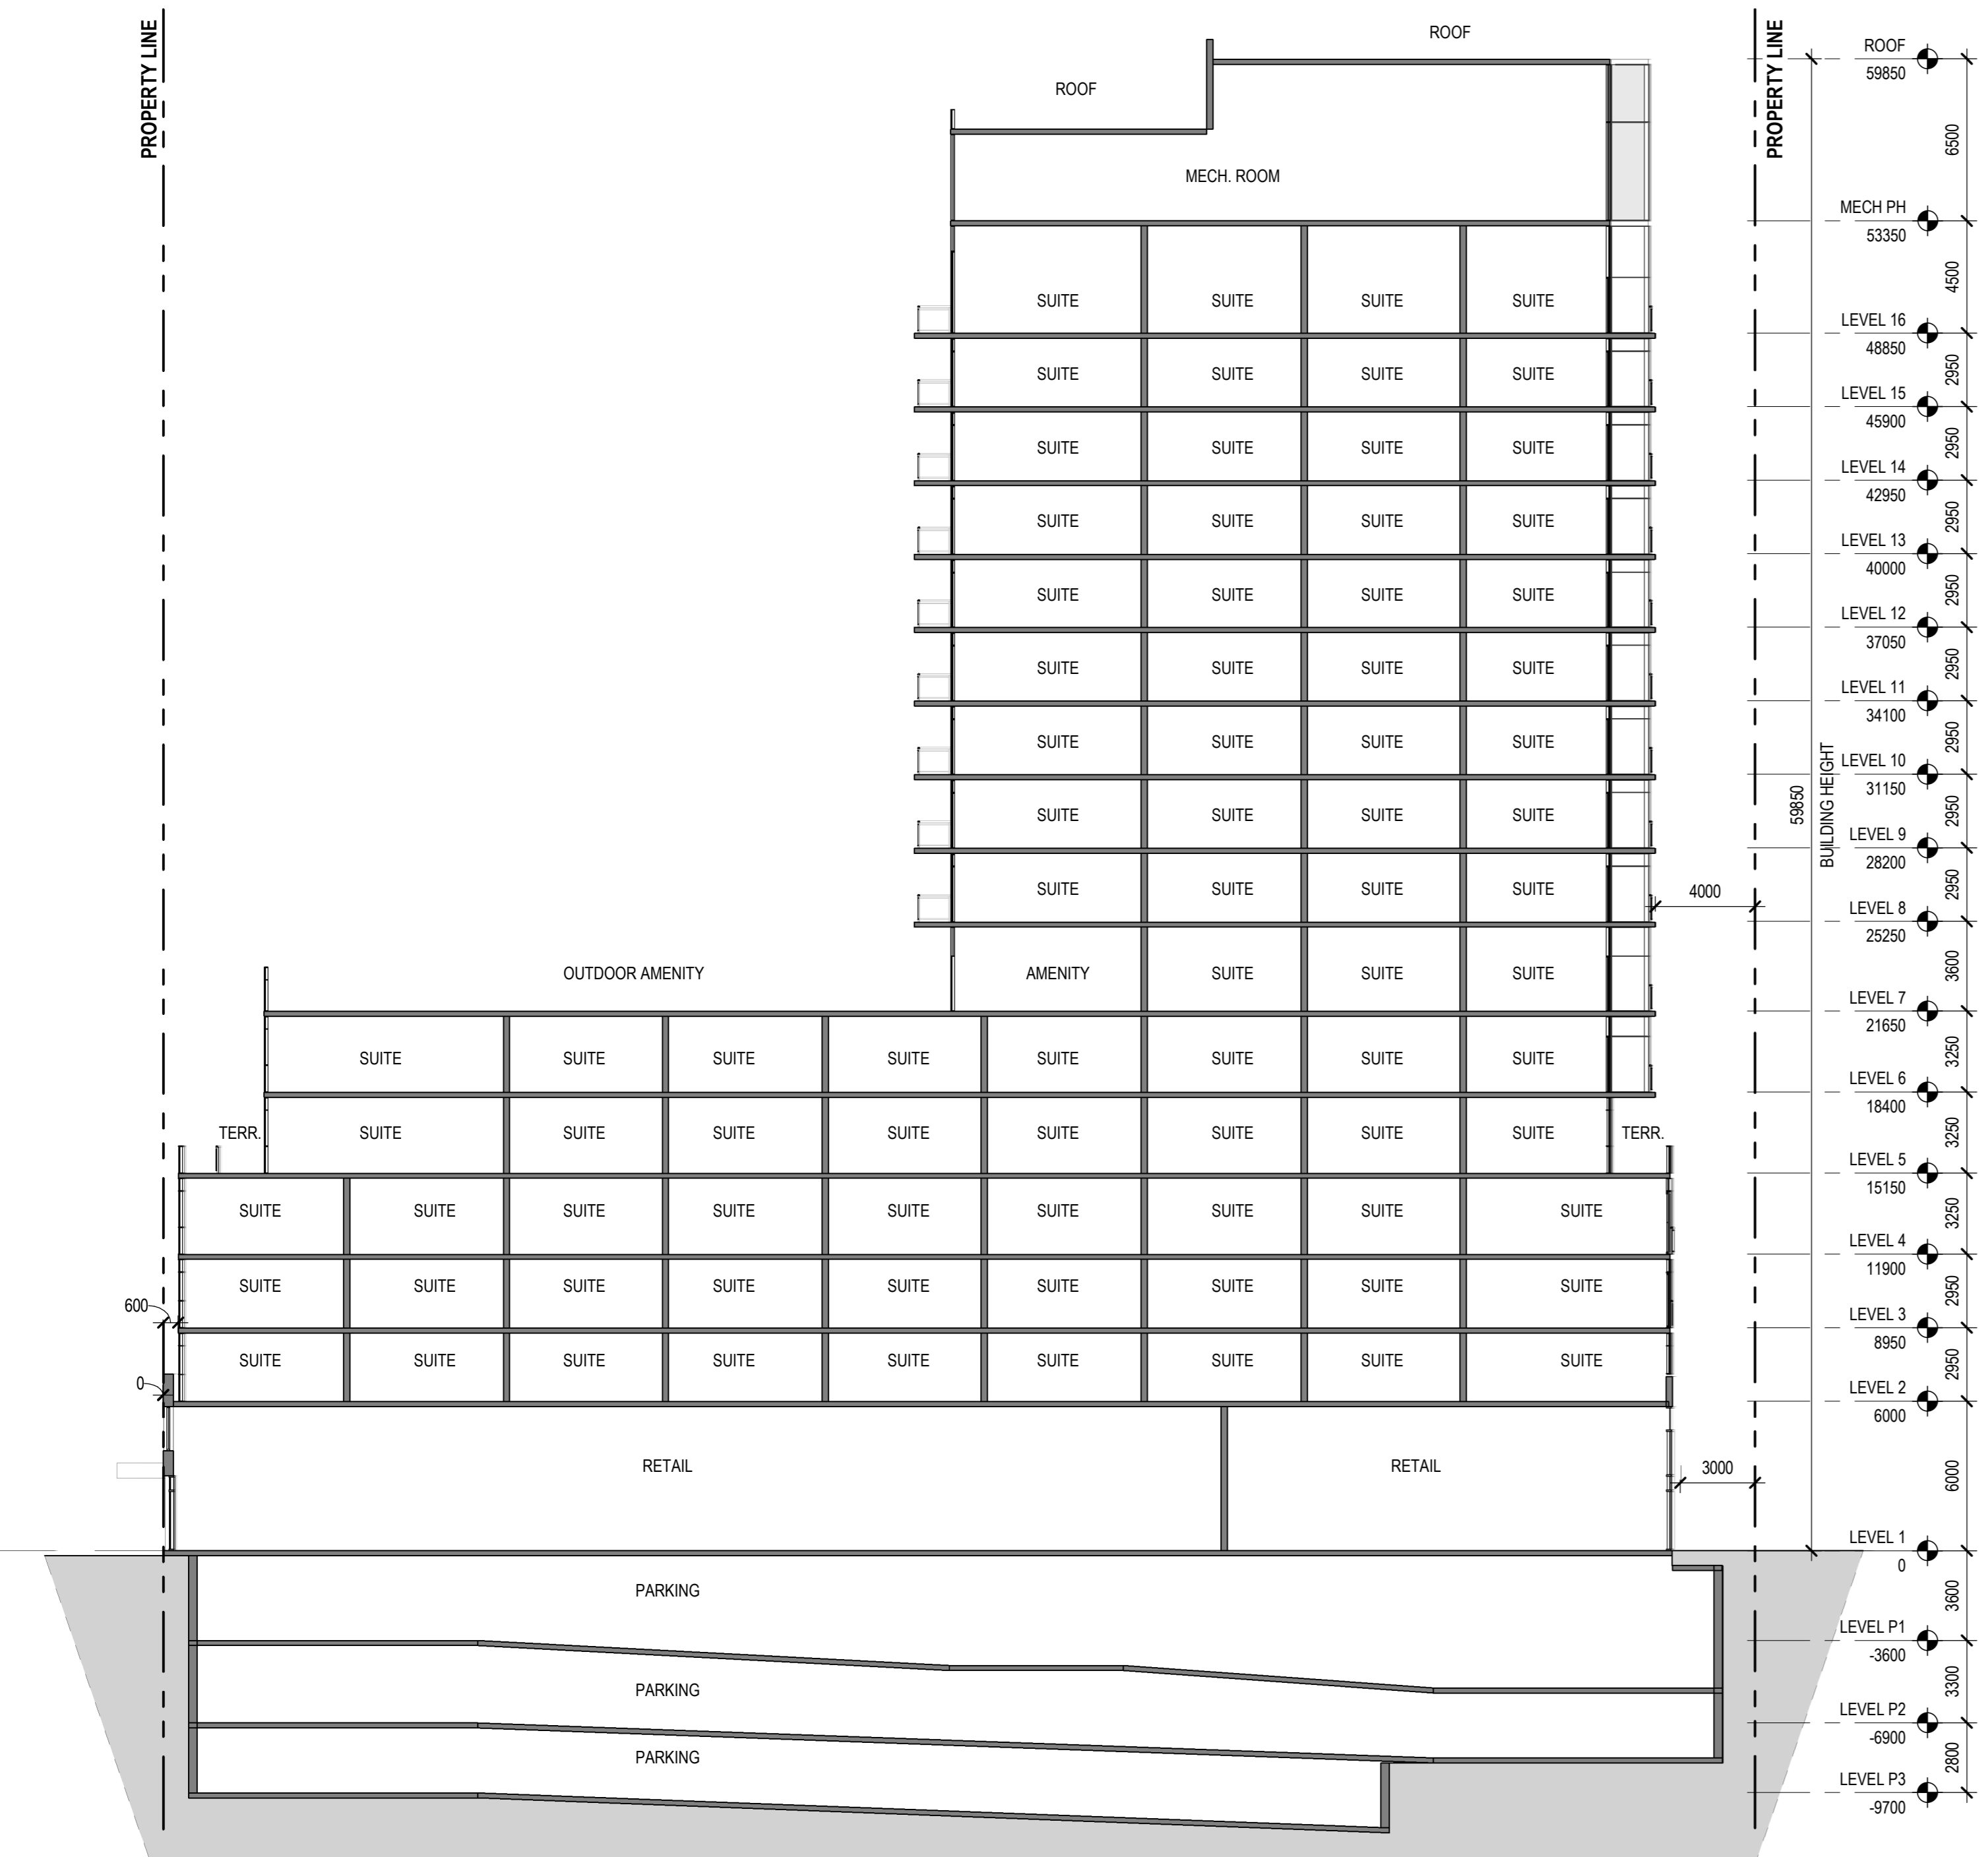 PROPERTY LINE
PROPERTY LINE
ROOF
ROOF
MECH. ROOM
SUITE SUITE SUITE SUITE
SUITE SUITE SUITE SUITE
SUITE SUITE SUITE SUITE
SUITE SUITE SUITE SUITE
SUITE SUITE SUITE SUITE
SUITE SUITE SUITE SUITE
SUITE SUITE SUITE SUITE
SUITE SUITE SUITE SUITE
SUITE SUITE SUITE SUITE
OUTDOOR AMENITY AMENITY SUITE SUITE SUITE
SUITE SUITE SUITE SUITE SUITE SUITE SUITE SUITE
TERR. SUITE SUITE SUITE SUITE SUITE SUITE SUITE SUITE TERR.
SUITE SUITE SUITE SUITE SUITE SUITE SUITE SUITE SUITE
SUITE SUITE SUITE SUITE SUITE SUITE SUITE SUITE SUITE
SUITE SUITE SUITE SUITE SUITE SUITE SUITE SUITE SUITE
600
0
RETAIL RETAIL
PARKING
PARKING
PARKING
4000
3000
59850
BUILDING HEIGHT
ROOF
59850
6500
MECH PH
53350
4500
LEVEL 16
48850
2950
LEVEL 15
45900
2950
LEVEL 14
42950
2950
LEVEL 13
40000
2950
LEVEL 12
37050
2950
LEVEL 11
34100
2950
LEVEL 10
31150
2950
LEVEL 9
28200
2950
LEVEL 8
25250
3600
LEVEL 7
21650
3250
LEVEL 6
18400
3250
LEVEL 5
15150
3250
LEVEL 4
11900
2950
LEVEL 3
8950
2950
LEVEL 2
6000
6000
LEVEL 1
0
3600
LEVEL P1
-3600
3300
LEVEL P2
-6900
2800
LEVEL P3
-9700